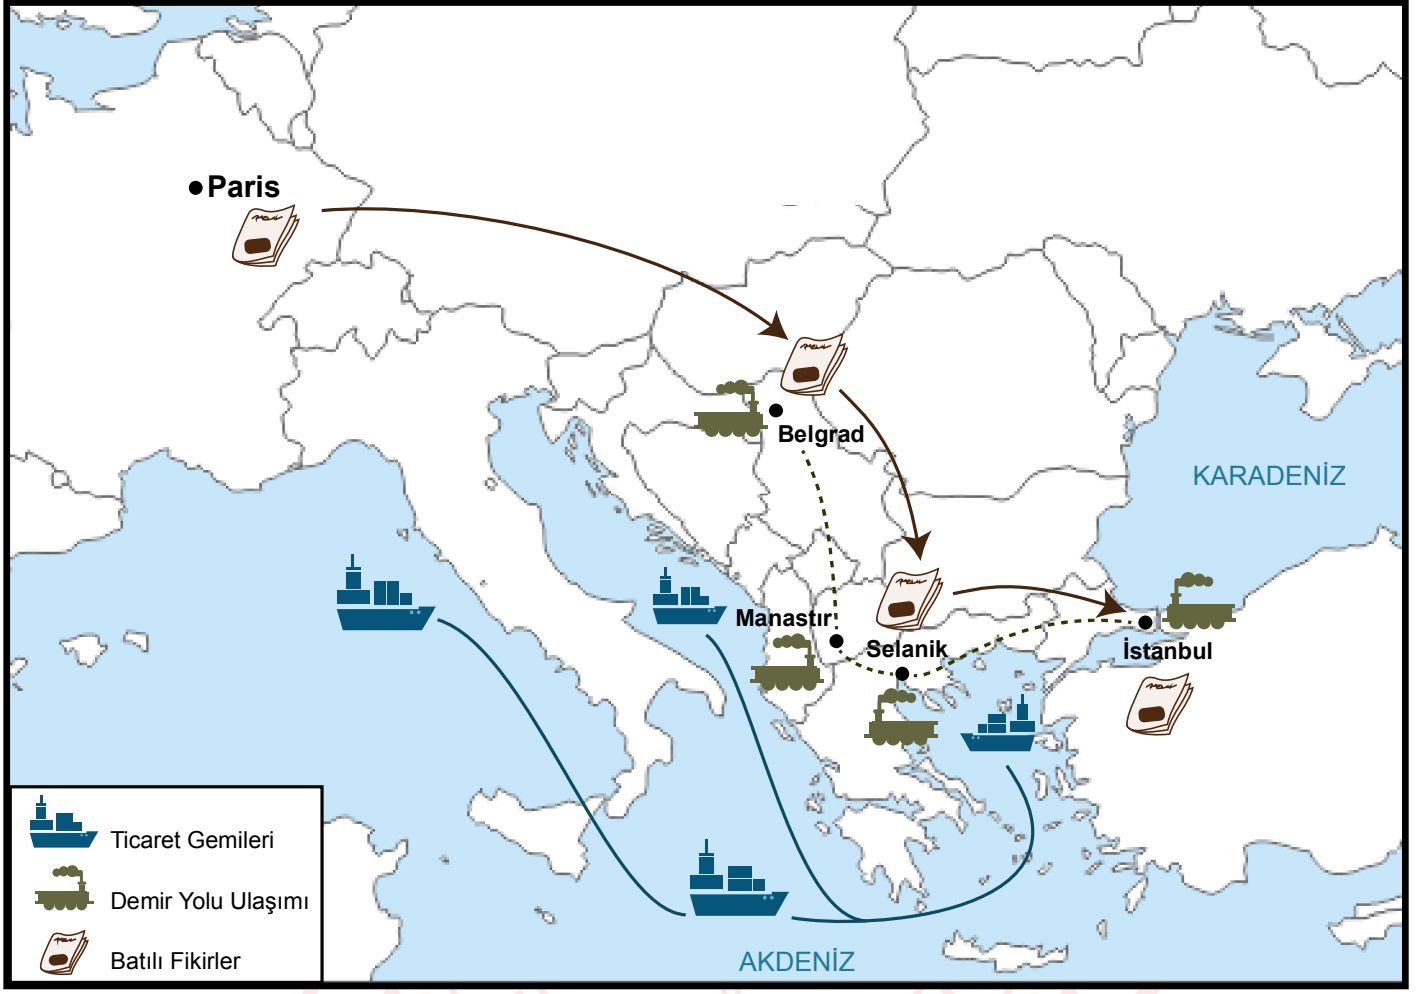 Paris
Belgrad
KARADENİZ
Manastır
Selanik
İstanbul
Ticaret Gemileri
Demir Yolu Ulaşımı
Batılı Fikirler
AKDENİZ